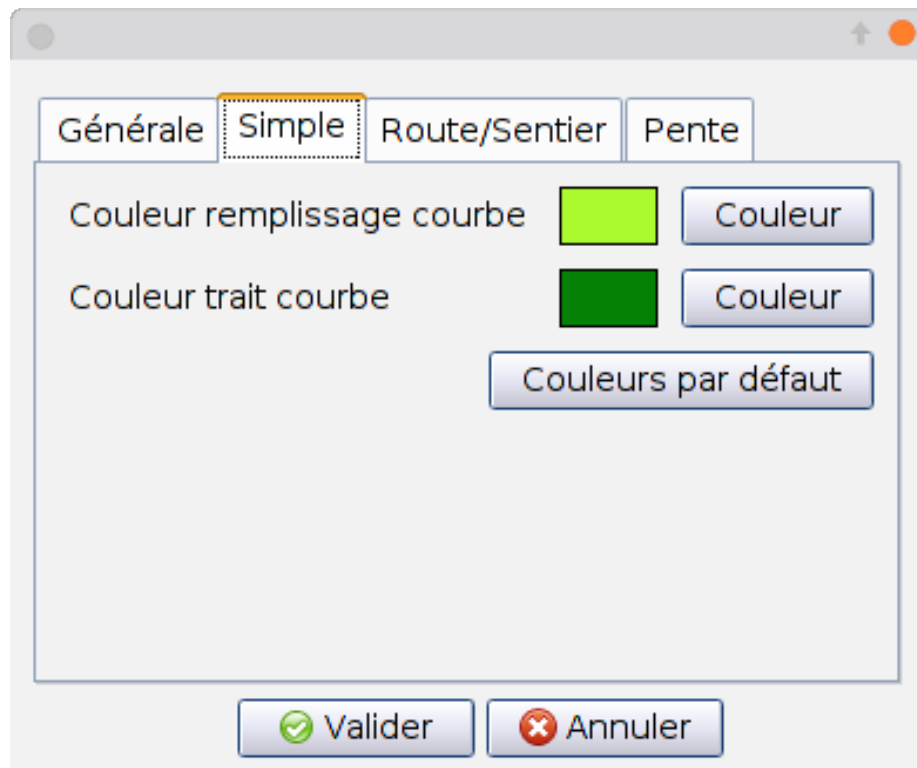 Générale Simple Route/Sentier Pente
Couleur remplissage courbe Couleur
Couleur trait courbe Couleur
Couleurs par défaut
Valider Annuler